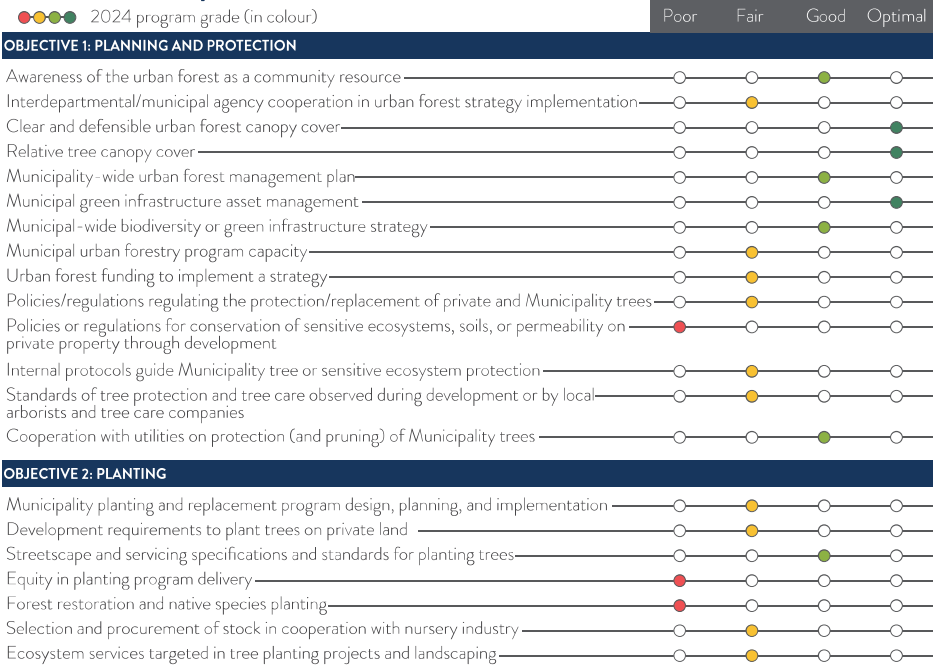 2024 program grade (in colour)
Poor Fair Good Optimal
OBJECTIVE 1: PLANNING AND PROTECTION
Awareness of the urban forest as a community resource
Interdepartmental/municipal agency cooperation in urban forest strategy implementation
Clear and defensible urban forest canopy cover
Relative tree canopy cover
Municipality-wide urban forest management plan
Municipal green infrastructure asset management
Municipal-wide biodiversity or green infrastructure strategy
Municipal urban forestry program capacity
Urban forest funding to implement a strategy
Policies/regulations regulating the protection/replacement of private and Municipality trees
Policies or regulations for conservation of sensitive ecosystems, soils, or permeability on
private property through development
Internal protocols guide Municipality tree or sensitive ecosystem protection
Standards of tree protection and tree care observed during development or by local
arborists and tree care companies
Cooperation with utilities on protection (and pruning) of Municipality trees
OBJECTIVE 2: PLANTING
Municipality planting and replacement program design, planning, and implementation
Development requirements to plant trees on private land
Streetscape and servicing specifications and standards for planting trees
Equity in planting program delivery
Forest restoration and native species planting
Selection and procurement of stock in cooperation with nursery industry
Ecosystem services targeted in tree planting projects and landscaping